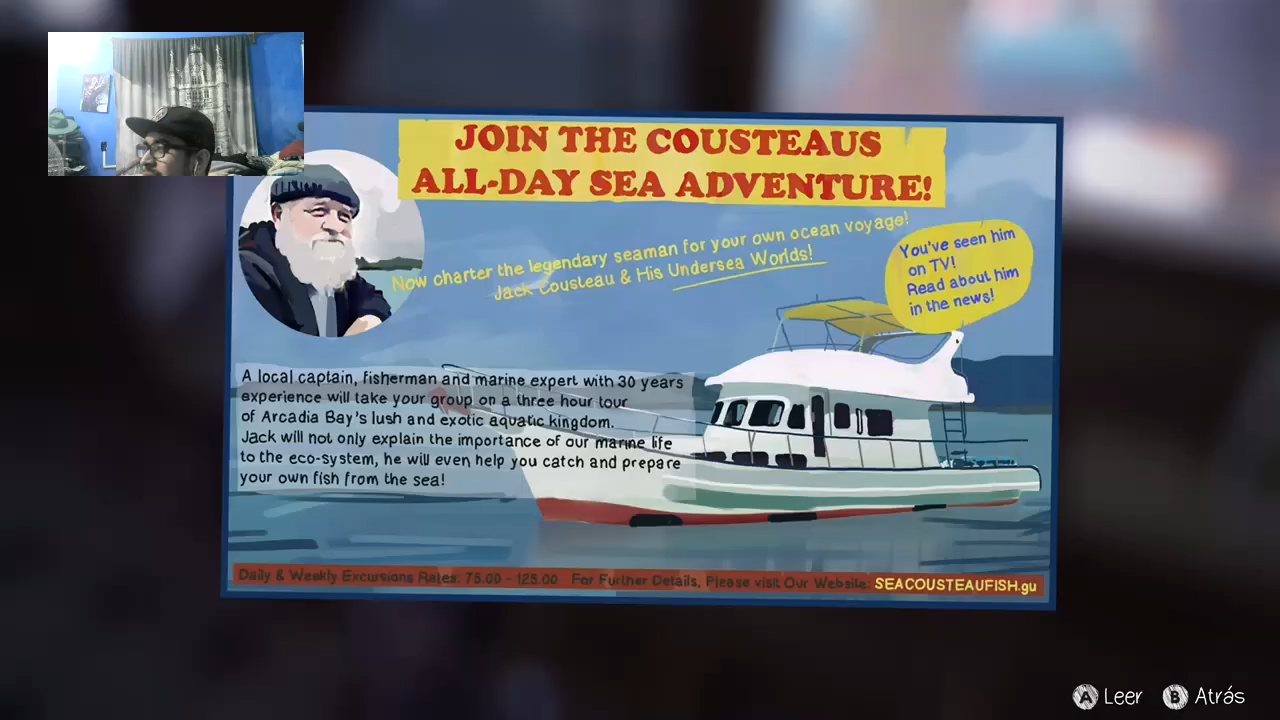 JOIN THE COUSTEAUS
ALL-DAY SEA ADVENTURE!
Now charter the legendary seaman for your own ocean voyage!
Jack Cousteau & His Undersea Worlds!
You've seen him
on TV!
Read about him
in the news!
A local captain, fisherman and marine expert with 30 years
experience will take your group on a three hour tour
of Arcadia Bay's lush and exotic aquatic kingdom.
Jack will not only explain the importance of our marine life
to the eco-system, he will even help you catch and prepare
your own fish from the sea!
Daily & Weekly Excursions Rates: 75.00 - 125.00 For Further Details, Please visit Our Website: SEACOUSTEAUFISH.gu
A Leer B Atrás